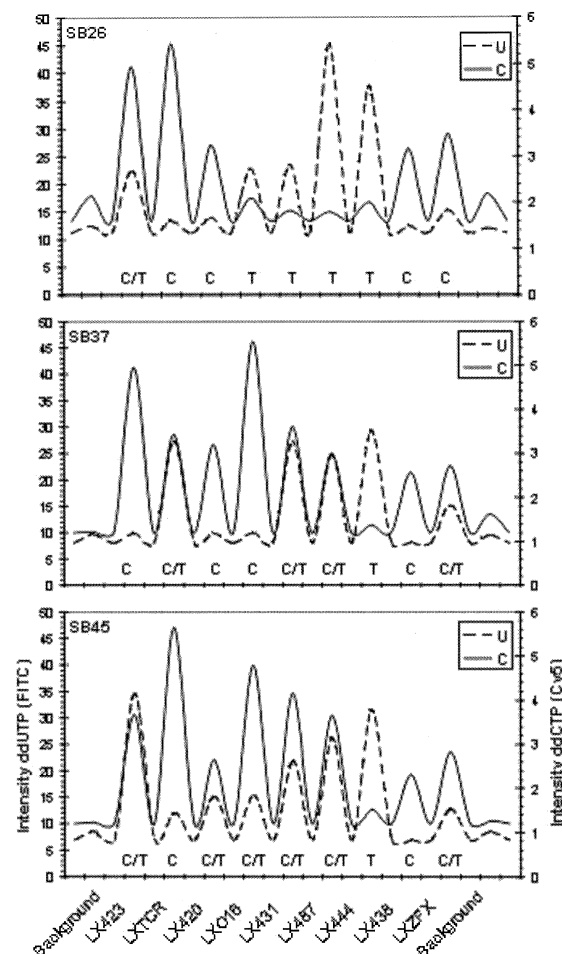 SB26
50
45
40
35
30
25
20
15
10
5
0
U
C
6
5
4
3
2
1
0
C/T C C T T T T C C
SB37
50
45
40
35
30
25
20
15
10
5
0
U
C
6
5
4
3
2
1
0
C/T C/T C C C/T C/T T C C/T
SB45
50
45
40
35
30
25
20
15
10
5
0
U
C
6
5
4
3
2
1
0
C/T C C/T C/T C/T C/T T C C/T
Intensity ddUTP (FITC)
Intensity ddCTP (Cy5)
Background
LX423
LXTCR
LX420
LX016
LX431
LX487
LX444
LX438
LXZFX
Background